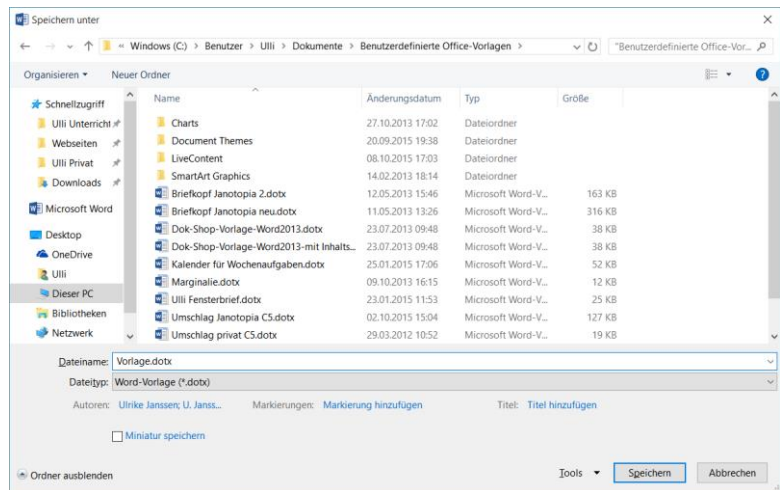 Speichern unter
« Windows (C:) > Benutzer > Ulli > Dokumente > Benutzerdefinierte Office-Vorlagen > "Benutzerdefinierte Office-Vor...
Organisieren Neuer Ordner
Name Änderungsdatum Typ Größe
Schnellzugriff
Ulli Unterricht
Webseiten
Ulli Privat
Downloads
Microsoft Word
Desktop
OneDrive
Ulli
Dieser PC
Bibliotheken
Netzwerk
Charts 27.10.2013 17:02 Dateiordner
Document Themes 20.09.2015 19:38 Dateiordner
LiveContent 08.10.2015 17:03 Dateiordner
SmartArt Graphics 14.02.2013 18:14 Dateiordner
Briefkopf Janotopia 2.dotx 12.05.2013 15:46 Microsoft Word-V... 163 KB
Briefkopf Janotopia neu.dotx 11.05.2013 13:26 Microsoft Word-V... 316 KB
Dok-Shop-Vorlage-Word2013.dotx 23.07.2013 09:48 Microsoft Word-V... 38 KB
Dok-Shop-Vorlage-Word2013-mit Inhalts... 23.07.2013 09:48 Microsoft Word-V... 38 KB
Kalender für Wochenaufgaben.dotx 25.01.2015 17:06 Microsoft Word-V... 52 KB
Marginalie.dotx 09.10.2013 16:15 Microsoft Word-V... 12 KB
Ulli Fensterbrief.dotx 23.01.2015 11:53 Microsoft Word-V... 25 KB
Umschlag Janotopia C5.dotx 02.10.2015 15:04 Microsoft Word-V... 127 KB
Umschlag privat C5.dotx 29.03.2012 10:52 Microsoft Word-V... 19 KB
Dateiname: Vorlage.dotx
Dateityp: Word-Vorlage (*.dotx)
Autoren: Ulrike Janssen; U. Janss... Markierungen: Markierung hinzufügen Titel: Titel hinzufügen
Miniatur speichern
Ordner ausblenden Tools Speichern Abbrechen